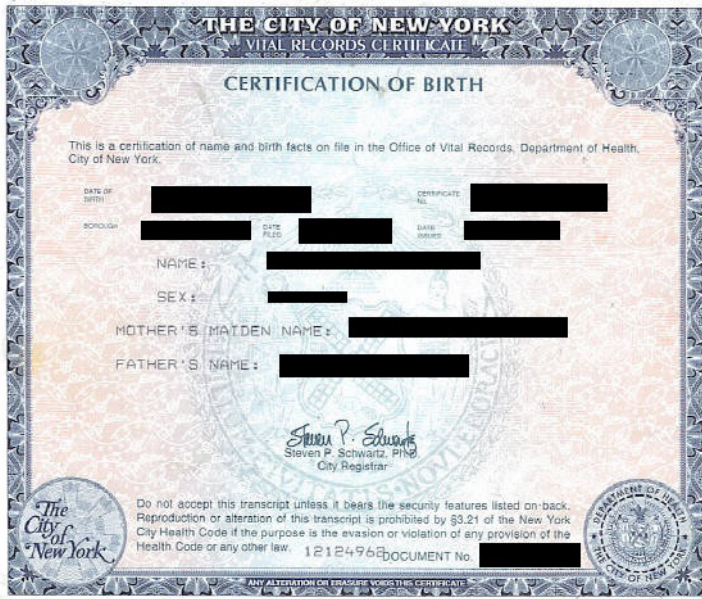 THE CITY OF NEW YORK
VITAL RECORDS CERTIFICATE
CERTIFICATION OF BIRTH
This is a certification of name and birth facts on file in the Office of Vital Records, Department of Health,
City of New York.
DATE OF
BIRTH
CERTIFICATE
No.
BOROUGH
DATE
FILED
DATE
ISSUED
NAME:
SEX:
MOTHER'S MAIDEN NAME:
FATHER'S NAME:
Steven P. Schwartz
Steven P. Schwartz, PH.D
City Registrar
The
City
of
New York
Do not accept this transcript unless it bears the security features listed on back.
Reproduction or alteration of this transcript is prohibited by §3.21 of the New York
City Health Code if the purpose is the evasion or violation of any provision of the
Health Code or any other law. 12124962 DOCUMENT No.
DEPARTMENT OF HEALTH
THE CITY OF NEW YORK
ANY ALTERATION OR ERASURE VOIDS THIS CERTIFICATE